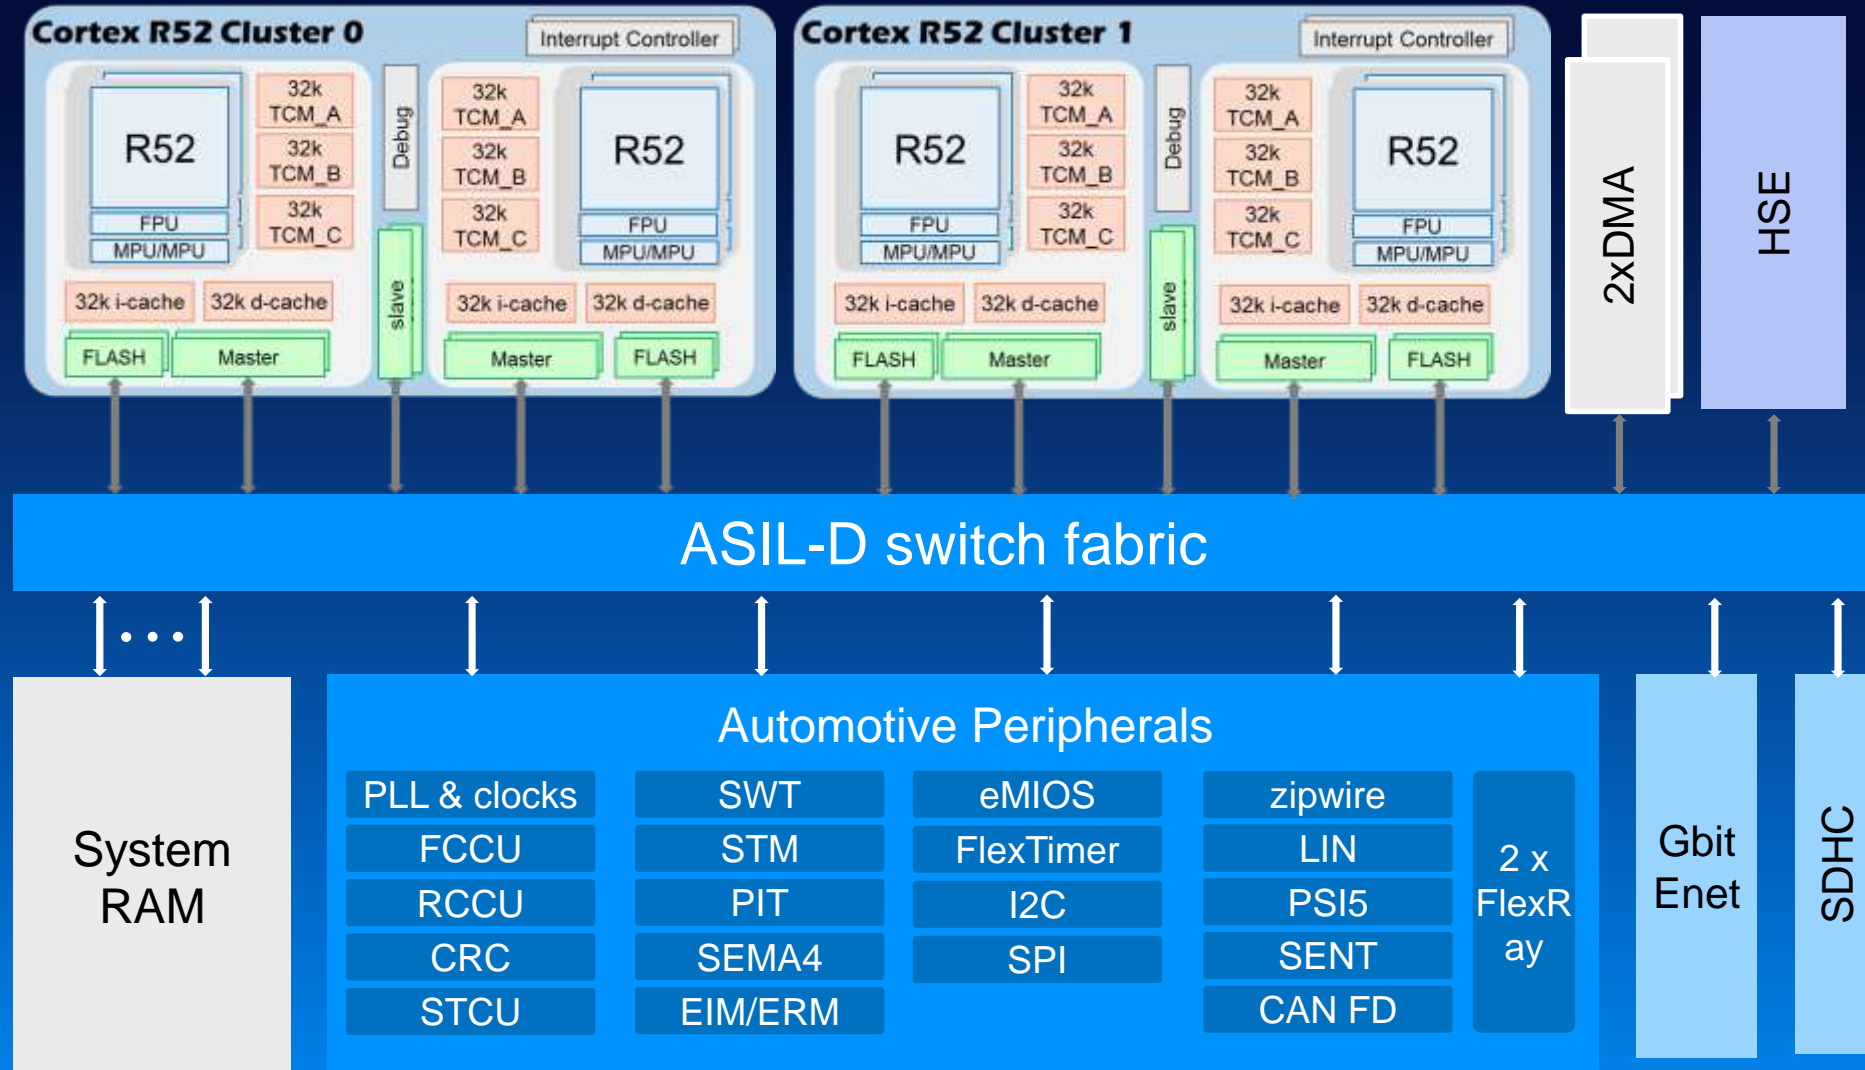 Cortex R52 Cluster 0
Interrupt Controller
R52
FPU
MPU/MPU
32k
TCM_A
32k
TCM_B
32k
TCM_C
Debug
slave
32k
TCM_A
32k
TCM_B
32k
TCM_C
R52
FPU
MPU/MPU
32k i-cache
32k d-cache
32k i-cache
32k d-cache
FLASH
Master
Master
FLASH
Cortex R52 Cluster 1
Interrupt Controller
R52
FPU
MPU/MPU
32k
TCM_A
32k
TCM_B
32k
TCM_C
Debug
slave
32k
TCM_A
32k
TCM_B
32k
TCM_C
R52
FPU
MPU/MPU
32k i-cache
32k d-cache
32k i-cache
32k d-cache
FLASH
Master
Master
FLASH
2xDMA
HSE
ASIL-D switch fabric
...
System
RAM
Automotive Peripherals
PLL & clocks
FCCU
RCCU
CRC
STCU
SWT
STM
PIT
SEMA4
EIM/ERM
eMIOS
FlexTimer
I2C
SPI
zipwire
LIN
PSI5
SENT
CAN FD
2 x
FlexR
ay
Gbit
Enet
SDHC